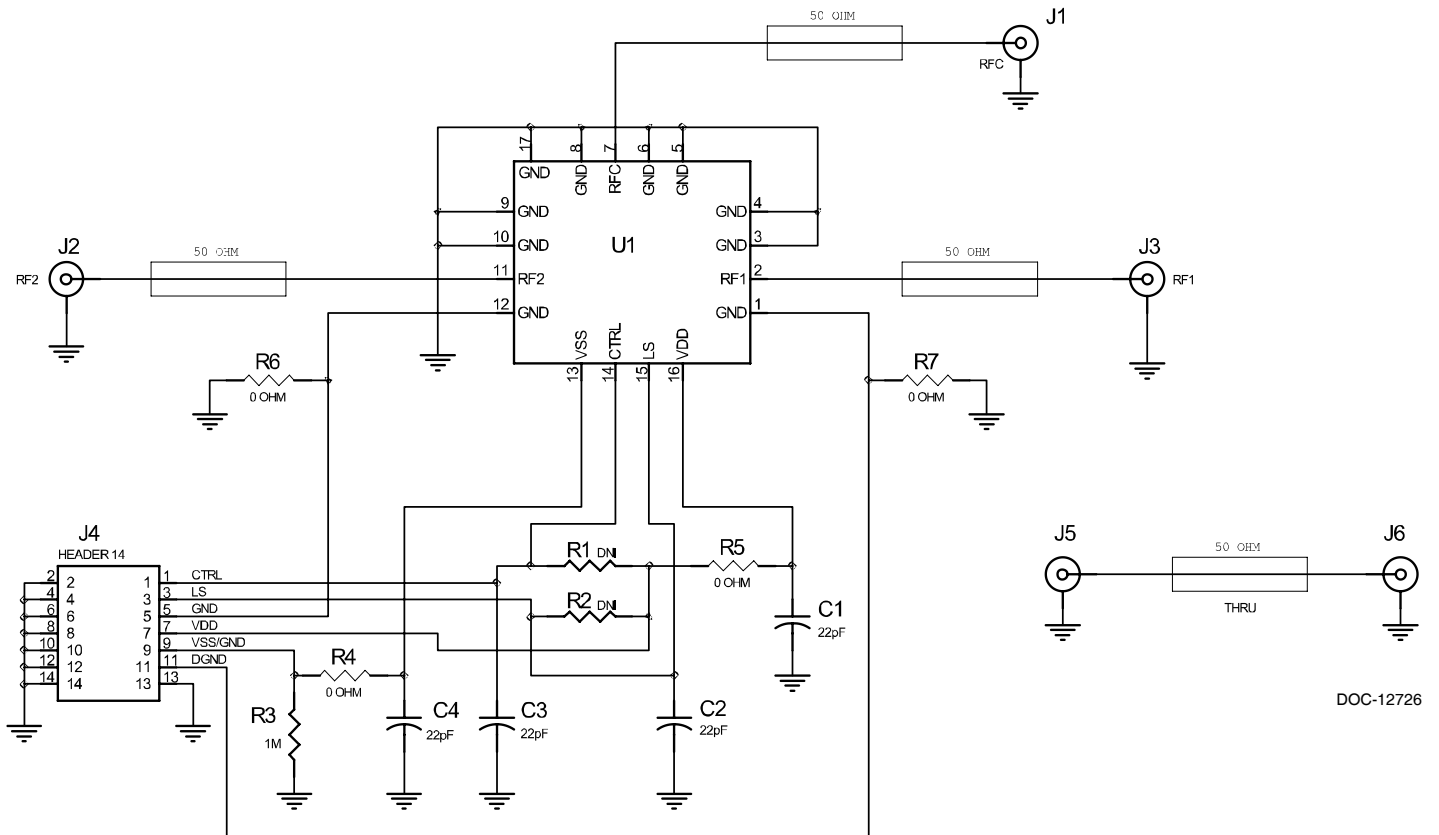 50 OHM
J1
RFC
17
8
7
6
5
GND
GND
RFC
GND
GND
9
GND
GND
4
10
GND
U1
GND
3
J2
50 OHM
RF2
11
RF2
RF1
2
50 OHM
J3
RF1
12
GND
GND
1
VSS
CTRL
LS
VDD
13
14
15
16
R6
0 OHM
R7
0 OHM
J4
HEADER 14
2
2
1
1
CTRL
4
4
3
3
LS
6
6
5
5
GND
8
8
7
7
VDD
10
10
9
9
VSS/GND
12
12
11
11
DGND
14
14
13
13
R1 DNI
R2 DNI
R5
0 OHM
C1
22pF
R4
0 OHM
R3
1M
C4
22pF
C3
22pF
C2
22pF
J5
50 OHM
J6
THRU
DOC-12726